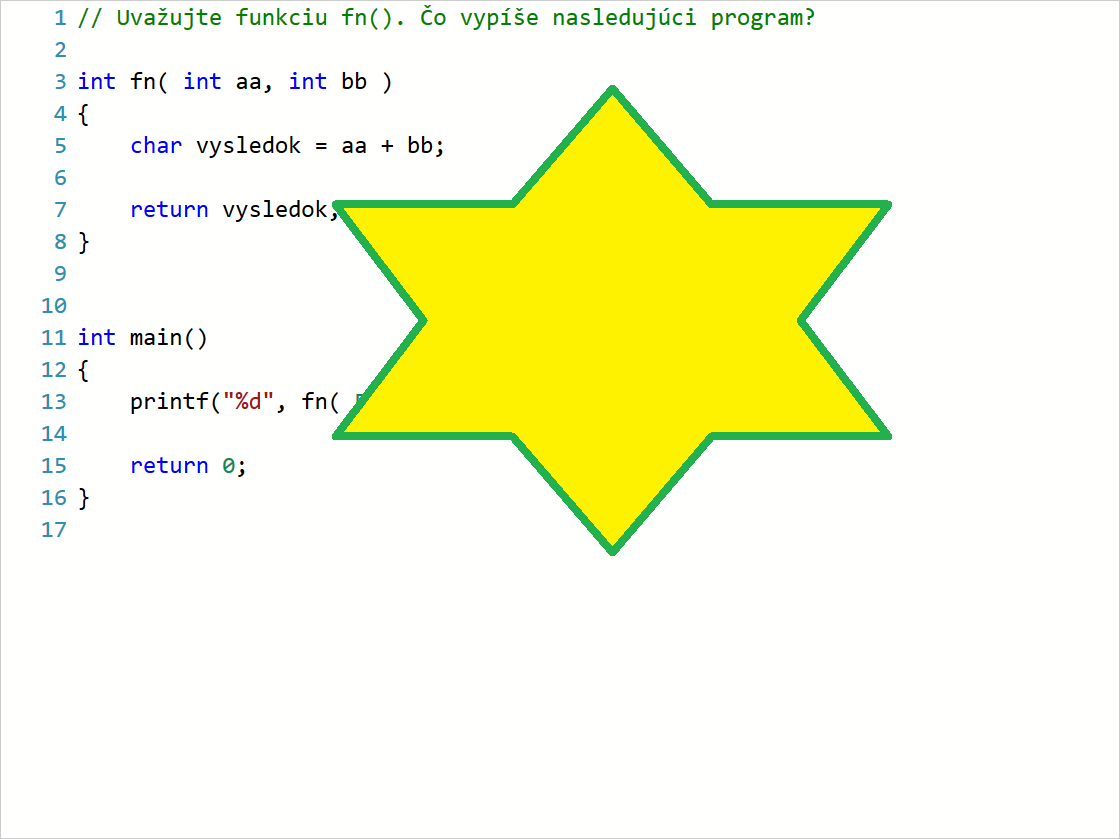 1 // Uvažujte funkciu fn(). Čo vypíše nasledujúci program?
2
3 int fn( int aa, int bb )
4 {
5     char vysledok = aa + bb;
6
7     return vysledok;
8 }
9
10
11 int main()
12 {
13     printf("%d", fn(
14
15     return 0;
16 }
17